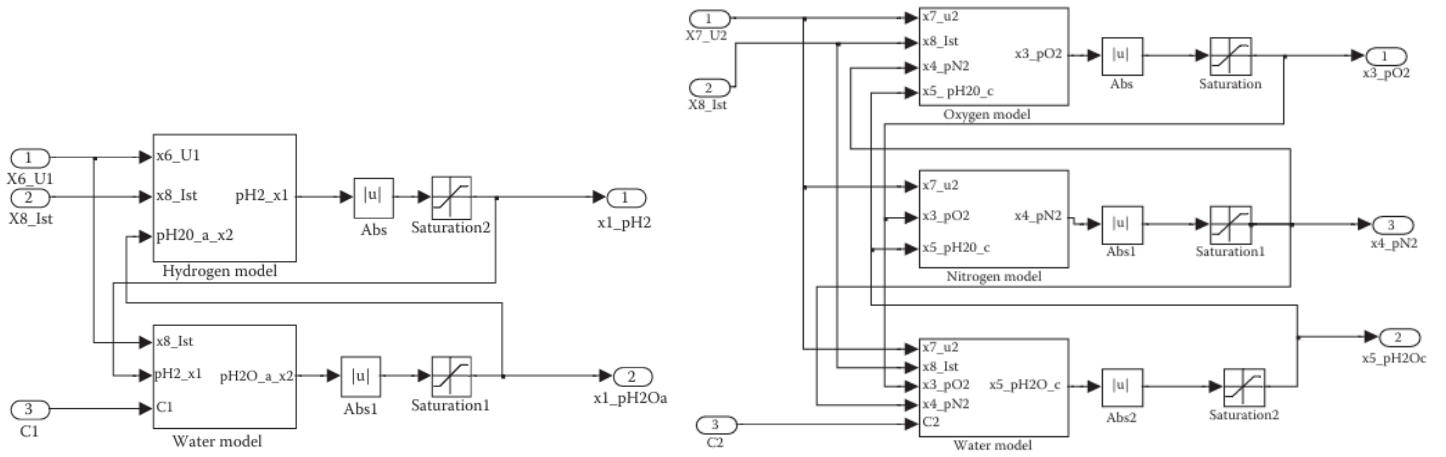 1
X6_U1
2
X8_Ist
3
C1
x6_U1
x8_Ist
pH20_a_x2
pH2_x1
Hydrogen model
|u|
Abs
Saturation2
1
x1_pH2
x8_Ist
pH2_x1
C1
pH2O_a_x2
Water model
|u|
Abs1
Saturation1
2
x1_pH2Oa
1
X7_U2
2
X8_Ist
3
C2
x7_u2
x8_Ist
x4_pN2
x5_ pH20_c
x3_pO2
Oxygen model
|u|
Abs
Saturation
1
x3_pO2
x7_u2
x3_pO2
x5_pH20_c
x4_pN2
Nitrogen model
|u|
Abs1
Saturation1
3
x4_pN2
x7_u2
x8_Ist
x3_pO2
x4_pN2
C2
x5_pH2O_c
Water model
|u|
Abs2
Saturation2
2
x5_pH2Oc